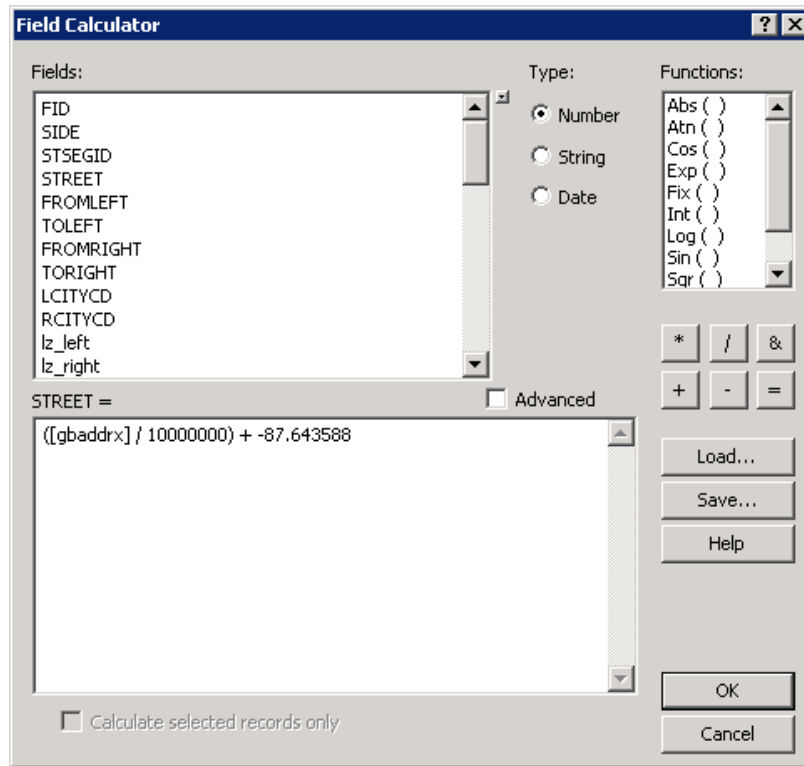 Field Calculator
Fields:
Type:
Functions:
FID
SIDE
STSEGID
STREET
FROMLEFT
TOLEFT
FROMRIGHT
TORIGHT
LCITYCD
RCITYCD
lz_left
lz_right
Number
String
Date
Abs ( )
Atn ( )
Cos ( )
Exp ( )
Fix ( )
Int ( )
Log ( )
Sin ( )
Sqr ( )
* / &
+ - =
STREET =
Advanced
([gbaddrx] / 10000000) + -87.643588
Load...
Save...
Help
Calculate selected records only
OK
Cancel